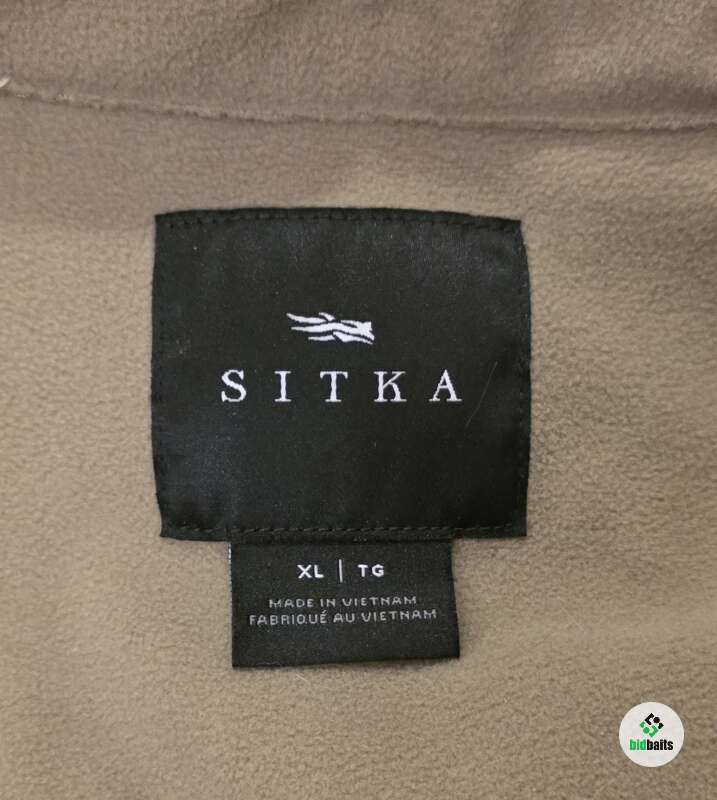 SITKA
XL | TG
MADE IN VIETNAM
FABRIQUÉ AU VIETNAM
bidbaits